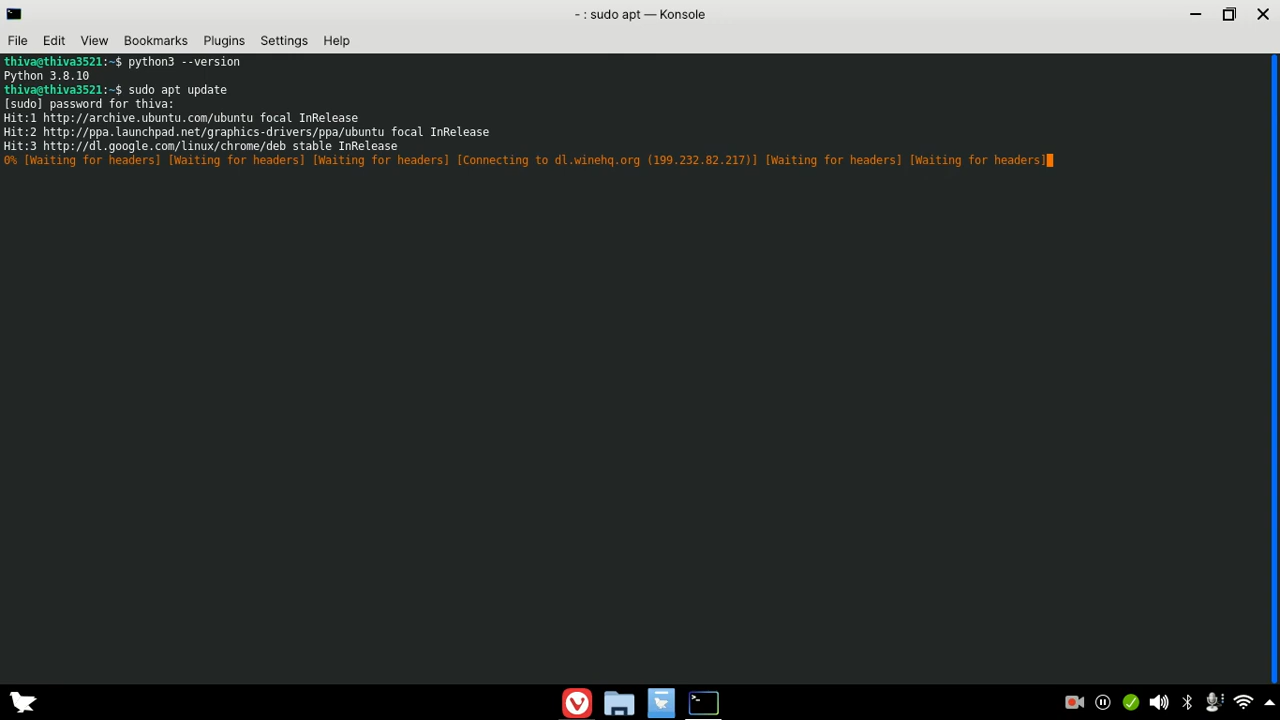 - : sudo apt — Konsole
File Edit View Bookmarks Plugins Settings Help
thiva@thiva3521:~$ python3 --version
Python 3.8.10
thiva@thiva3521:~$ sudo apt update
[sudo] password for thiva:
Hit:1 http://archive.ubuntu.com/ubuntu focal InRelease
Hit:2 http://ppa.launchpad.net/graphics-drivers/ppa/ubuntu focal InRelease
Hit:3 http://dl.google.com/linux/chrome/deb stable InRelease
0% [Waiting for headers] [Waiting for headers] [Waiting for headers] [Connecting to dl.winehq.org (199.232.82.217)] [Waiting for headers] [Waiting for headers]